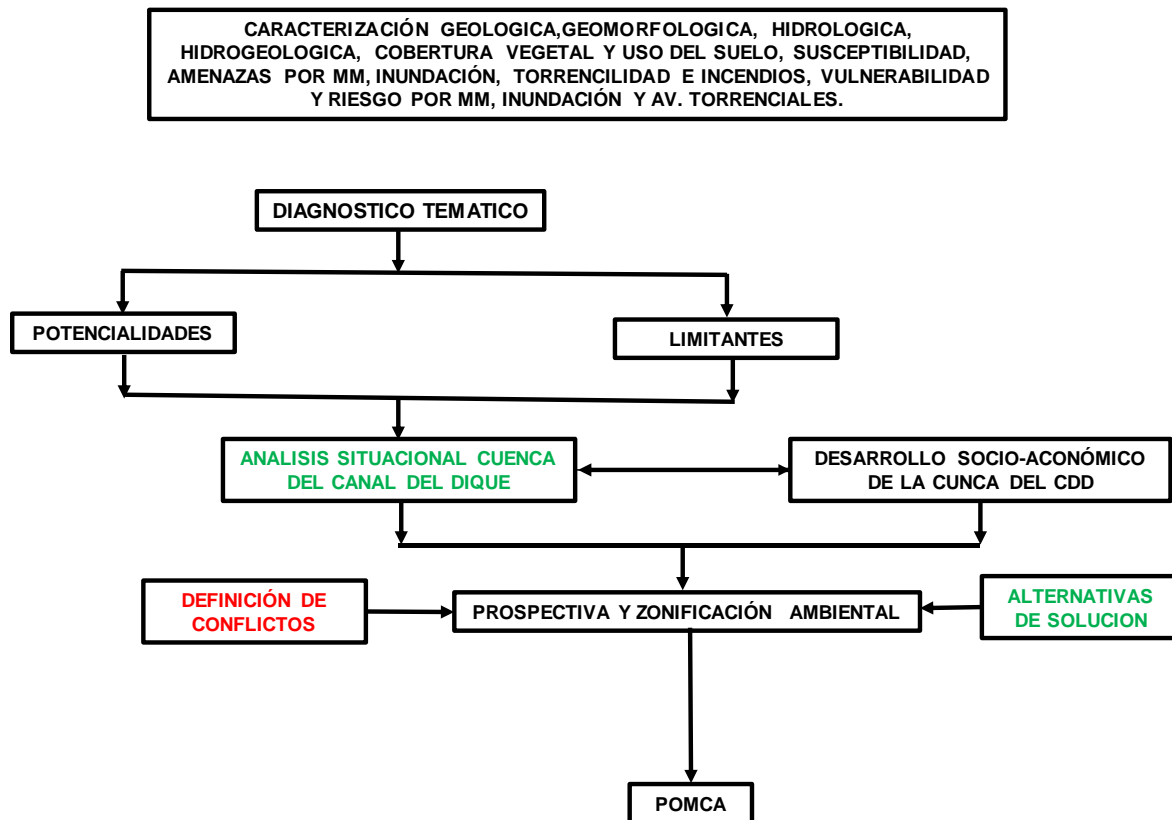 CARACTERIZACIÓN GEOLOGICA,GEOMORFOLOGICA, HIDROLOGICA,
HIDROGEOLOGICA, COBERTURA VEGETAL Y USO DEL SUELO, SUSCEPTIBILIDAD,
AMENAZAS POR MM, INUNDACIÓN, TORRENCILIDAD E INCENDIOS, VULNERABILIDAD
Y RIESGO POR MM, INUNDACIÓN Y AV. TORRENCIALES.
DIAGNOSTICO TEMATICO
POTENCIALIDADES
LIMITANTES
ANALISIS SITUACIONAL CUENCA
DEL CANAL DEL DIQUE
DESARROLLO SOCIO-ACONÓMICO
DE LA CUNCA DEL CDD
DEFINICIÓN DE
CONFLICTOS
PROSPECTIVA Y ZONIFICACIÓN AMBIENTAL
ALTERNATIVAS
DE SOLUCION
POMCA